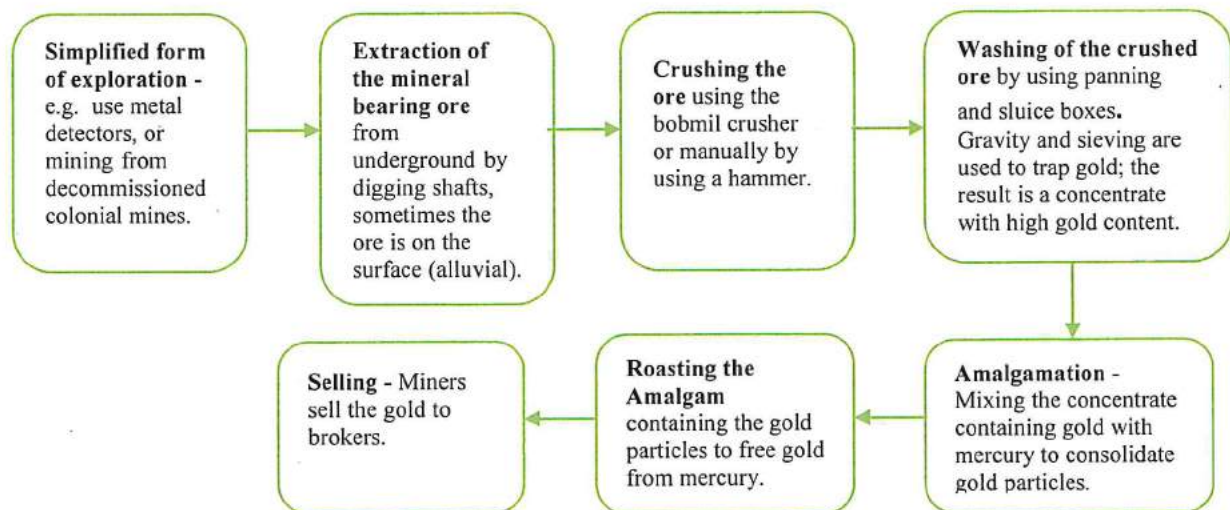 Simplified form
of exploration -
e.g. use metal
detectors, or
mining from
decommissioned
colonial mines.
Extraction of
the mineral
bearing ore
from
underground by
digging shafts,
sometimes the
ore is on the
surface (alluvial).
Crushing the
ore using the
bobmil crusher
or manually by
using a hammer.
Washing of the crushed
ore by using panning
and sluice boxes.
Gravity and sieving are
used to trap gold; the
result is a concentrate
with high gold content.
Amalgamation -
Mixing the concentrate
containing gold with
mercury to consolidate
gold particles.
Roasting the
Amalgam
containing the gold
particles to free gold
from mercury.
Selling - Miners
sell the gold to
brokers.